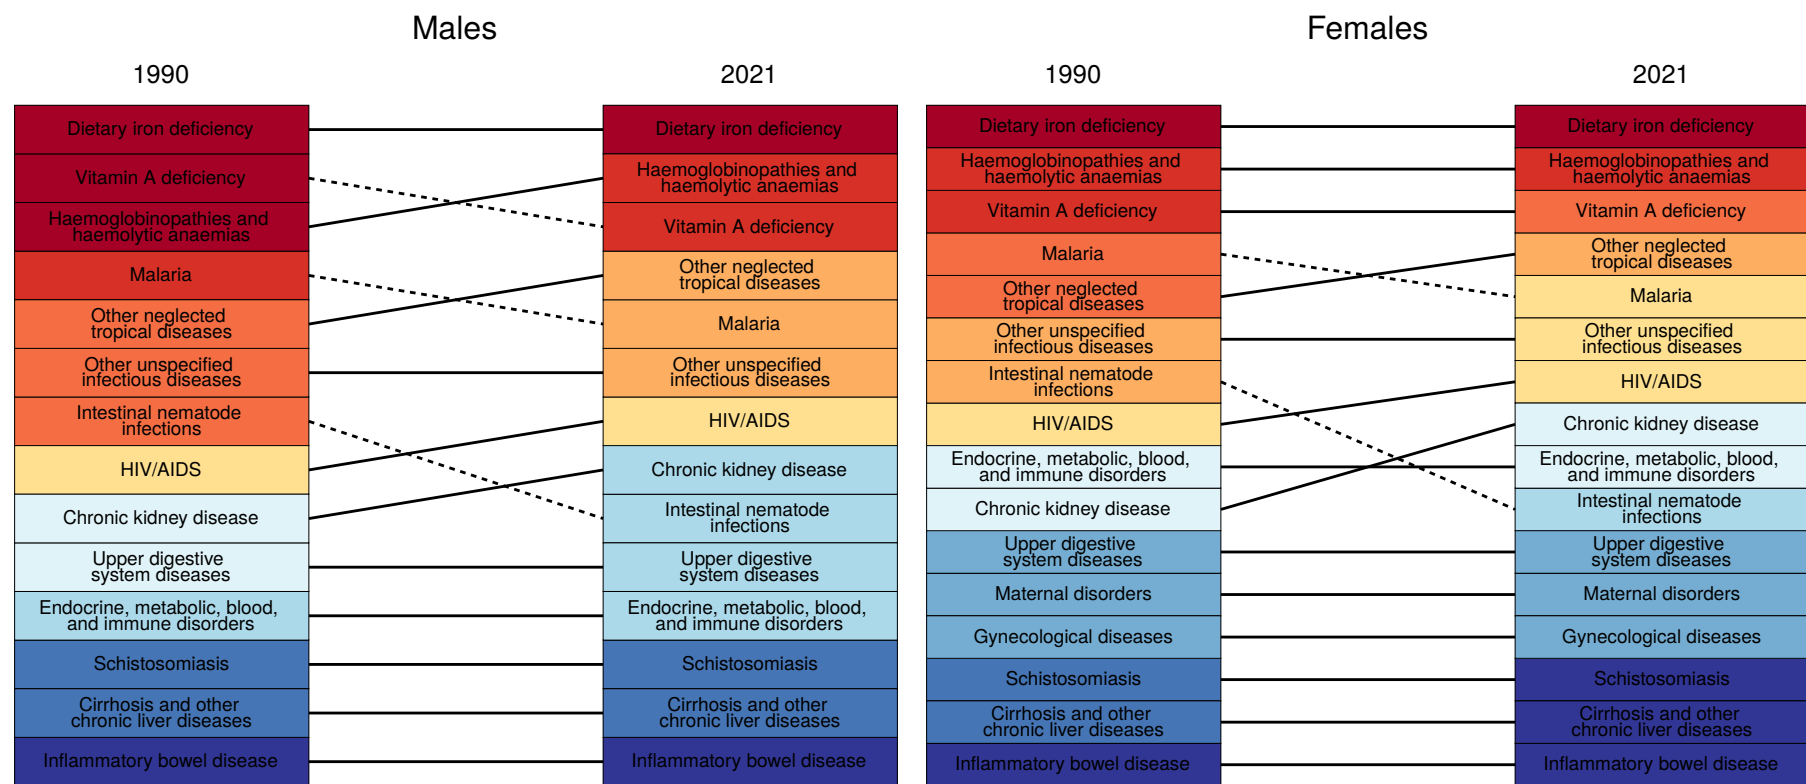 Males
1990
2021
Dietary iron deficiency
Vitamin A deficiency
Haemoglobinopathies and
haemolytic anaemias
Malaria
Other neglected
tropical diseases
Other unspecified
infectious diseases
Intestinal nematode
infections
HIV/AIDS
Chronic kidney disease
Upper digestive
system diseases
Endocrine, metabolic, blood,
and immune disorders
Schistosomiasis
Cirrhosis and other
chronic liver diseases
Inflammatory bowel disease
Dietary iron deficiency
Haemoglobinopathies and
haemolytic anaemias
Vitamin A deficiency
Other neglected
tropical diseases
Malaria
Other unspecified
infectious diseases
HIV/AIDS
Chronic kidney disease
Intestinal nematode
infections
Upper digestive
system diseases
Endocrine, metabolic, blood,
and immune disorders
Schistosomiasis
Cirrhosis and other
chronic liver diseases
Inflammatory bowel disease
Females
1990
2021
Dietary iron deficiency
Haemoglobinopathies and
haemolytic anaemias
Vitamin A deficiency
Malaria
Other neglected
tropical diseases
Other unspecified
infectious diseases
Intestinal nematode
infections
HIV/AIDS
Endocrine, metabolic, blood,
and immune disorders
Chronic kidney disease
Upper digestive
system diseases
Maternal disorders
Gynecological diseases
Schistosomiasis
Cirrhosis and other
chronic liver diseases
Inflammatory bowel disease
Dietary iron deficiency
Haemoglobinopathies and
haemolytic anaemias
Vitamin A deficiency
Other neglected
tropical diseases
Malaria
Other unspecified
infectious diseases
HIV/AIDS
Chronic kidney disease
Endocrine, metabolic, blood,
and immune disorders
Intestinal nematode
infections
Upper digestive
system diseases
Maternal disorders
Gynecological diseases
Schistosomiasis
Cirrhosis and other
chronic liver diseases
Inflammatory bowel disease